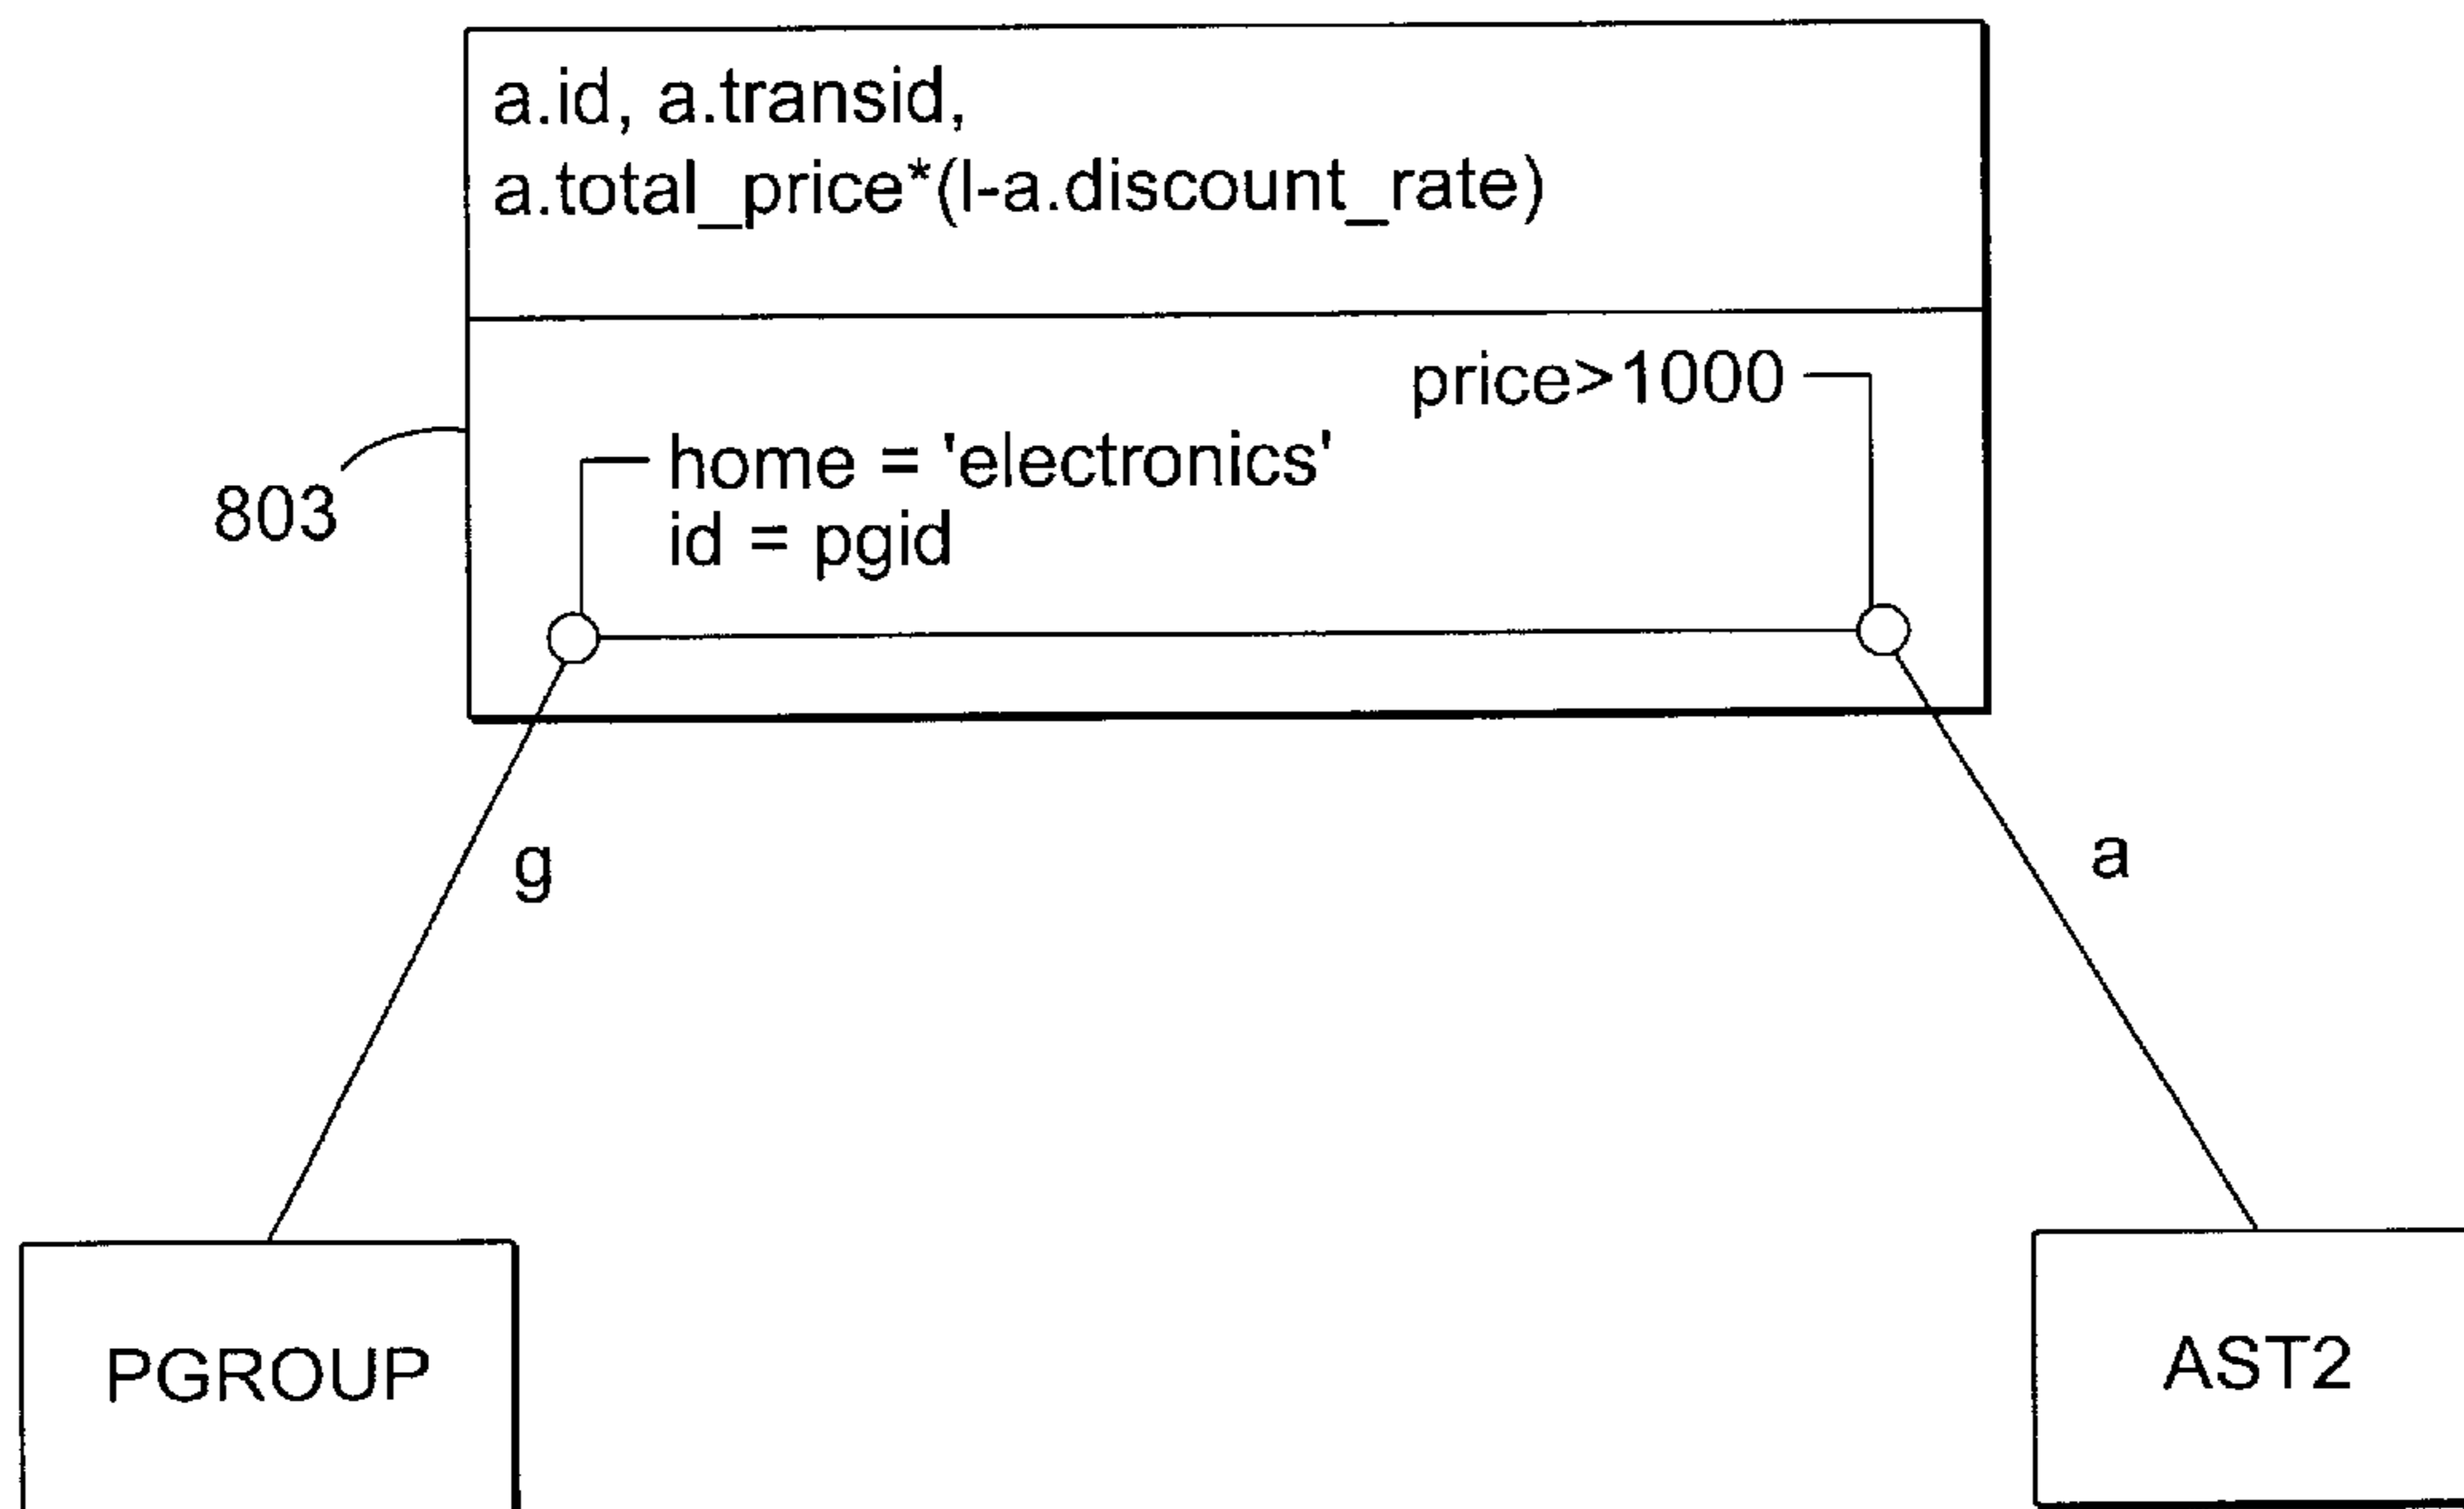 a.id, a.transid,
a.total_price*(l-a.discount_rate)
price>1000
home = 'electronics'
id = pgid
803
g
a
PGROUP
AST2